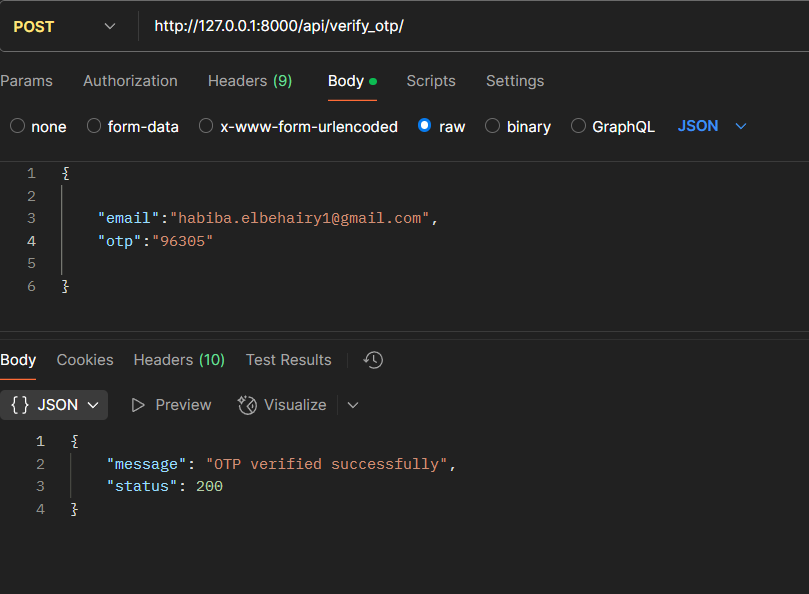 POST http://127.0.0.1:8000/api/verify_otp/
Params Authorization Headers (9) Body Scripts Settings
none form-data x-www-form-urlencoded raw binary GraphQL JSON
1 {
2
3 "email":"habiba.elbehairy1@gmail.com",
4 "otp":"96305"
5
6 }
Body Cookies Headers (10) Test Results
{} JSON Preview Visualize
1 {
2 "message": "OTP verified successfully",
3 "status": 200
4 }